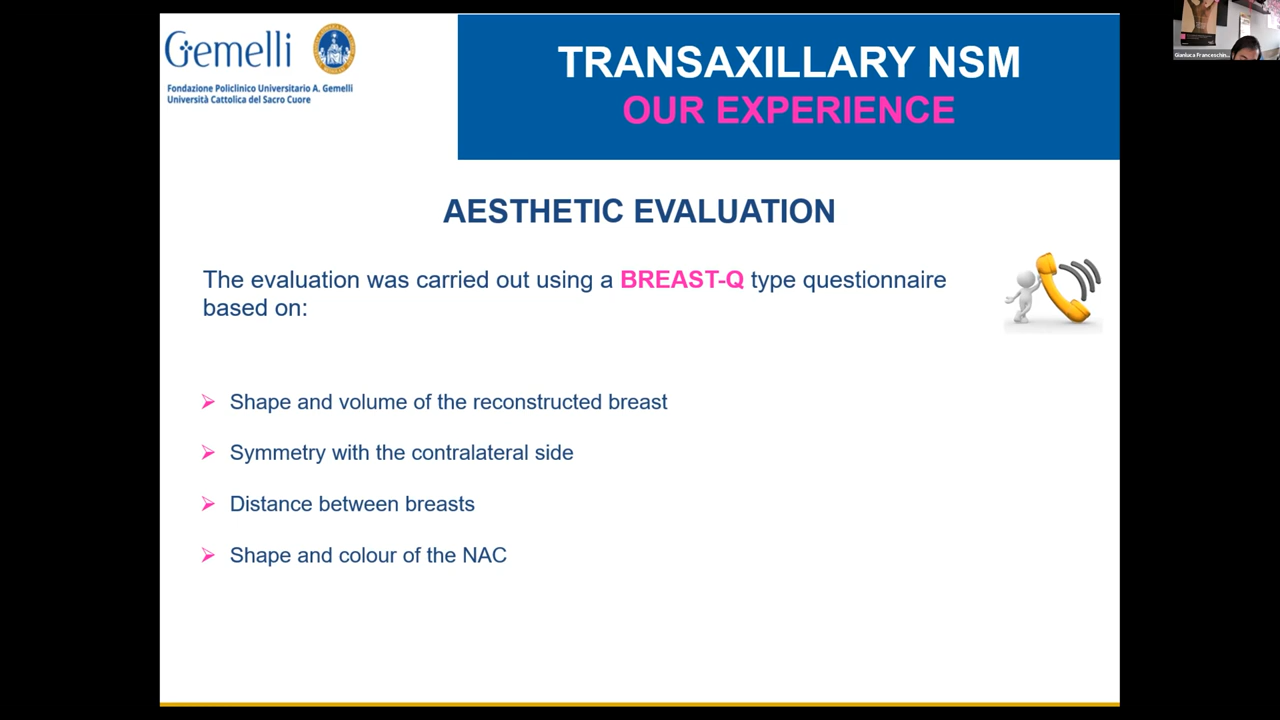 Gemelli
Fondazione Policlinico Universitario A. Gemelli
Università Cattolica del Sacro Cuore
TRANSAXILLARY NSM
OUR EXPERIENCE
AESTHETIC EVALUATION
The evaluation was carried out using a BREAST-Q type questionnaire
based on:
Shape and volume of the reconstructed breast
Symmetry with the contralateral side
Distance between breasts
Shape and colour of the NAC
Gianluca Franceschin...